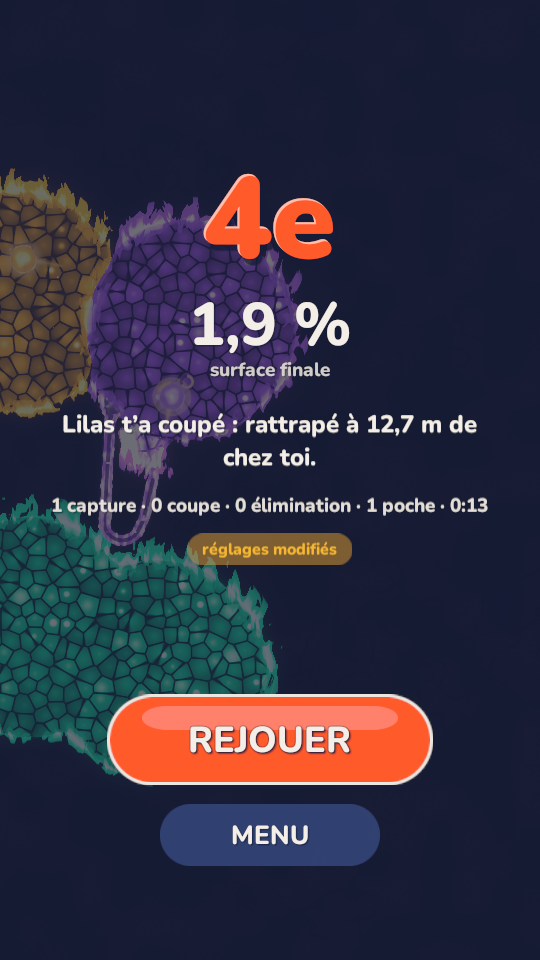 4e
1,9 %
surface finale
Lilas t’a coupé : rattrapé à 12,7 m de
chez toi.
1 capture · 0 coupe · 0 élimination · 1 poche · 0:13
réglages modifiés
REJOUER
MENU